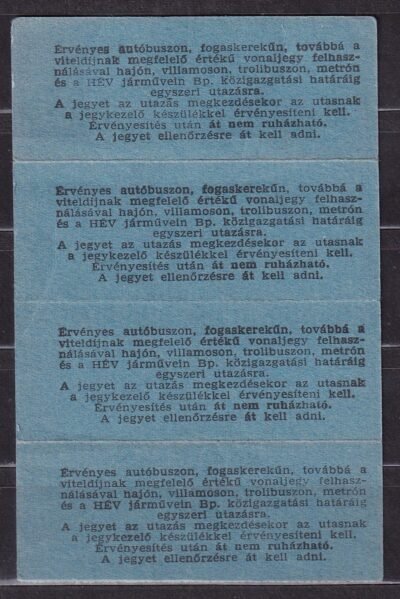 Érvényes autóbuszon, fogaskerekűn, továbbá a
viteldíjnak megfelelő értékű vonaljegy felhasz-
nálásával hajón, villamoson, trolibuszon, metrón
és a HÉV járművein Bp. közigazgatási határáig
egyszeri utazásra.
A jegyet az utazás megkezdésekor az utasnak
a jegykezelő készülékkel érvényesíteni kell.
Érvényesítés után át nem ruházható.
A jegyet ellenőrzésre át kell adni.
Érvényes autóbuszon, fogaskerekűn, továbbá a
viteldíjnak megfelelő értékű vonaljegy felhasz-
nálásával hajón, villamoson, trolibuszon, metrón
és a HÉV járművein Bp. közigazgatási határáig
egyszeri utazásra.
A jegyet az utazás megkezdésekor az utasnak
a jegykezelő készülékkel érvényesíteni kell.
Érvényesítés után át nem ruházható.
A jegyet ellenőrzésre át kell adni.
Érvényes autóbuszon, fogaskerekűn, továbbá a
viteldíjnak megfelelő értékű vonaljegy felhasz-
nálásával hajón, villamoson, trolibuszon, metrón
és a HÉV járművein Bp. közigazgatási határáig
egyszeri utazásra.
A jegyet az utazás megkezdésekor az utasnak
a jegykezelő készülékkel érvényesíteni kell.
Érvényesítés után át nem ruházható.
A jegyet ellenőrzésre át kell adni.
Érvényes autóbuszon, fogaskerekűn, továbbá a
viteldíjnak megfelelő értékű vonaljegy felhasz-
nálásával hajón, villamoson, trolibuszon, metrón
és a HÉV járművein Bp. közigazgatási határáig
egyszeri utazásra.
A jegyet az utazás megkezdésekor az utasnak
a jegykezelő készülékkel érvényesíteni kell.
Érvényesítés után át nem ruházható.
A jegyet ellenőrzésre át kell adni.